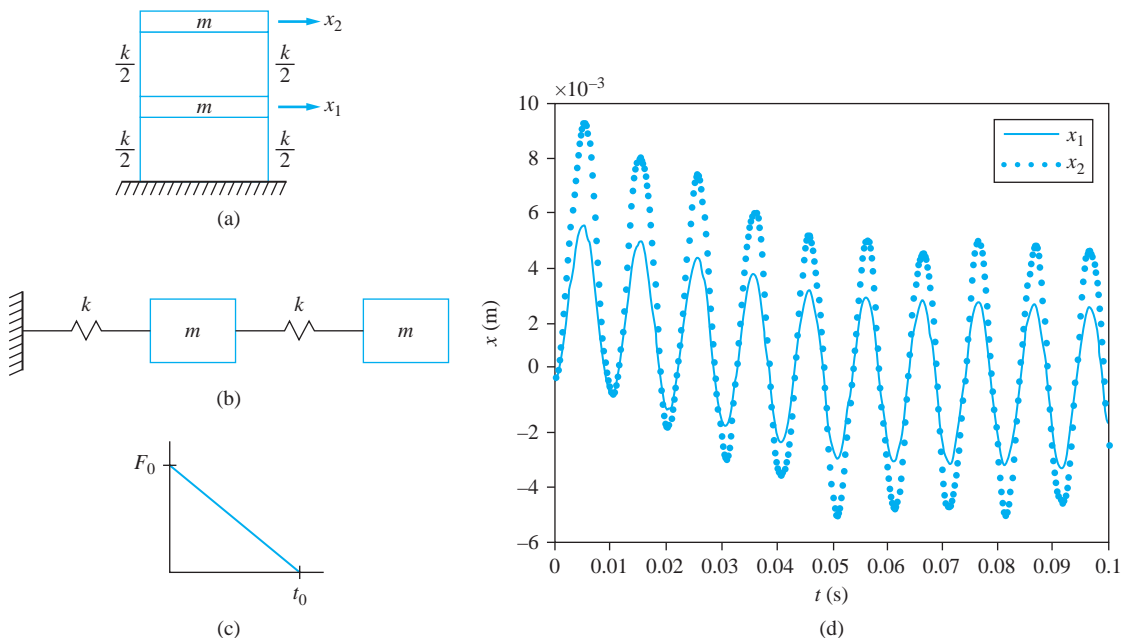 m
x₂
k/2
k/2
m
x₁
k/2
k/2
(a)
k
m
k
m
(b)
F₀
t₀
(c)
×10⁻³
10
8
6
4
2
0
–2
–4
–6
x (m)
x₁
x₂
0
0.01
0.02
0.03
0.04
0.05
0.06
0.07
0.08
0.09
0.1
t (s)
(d)